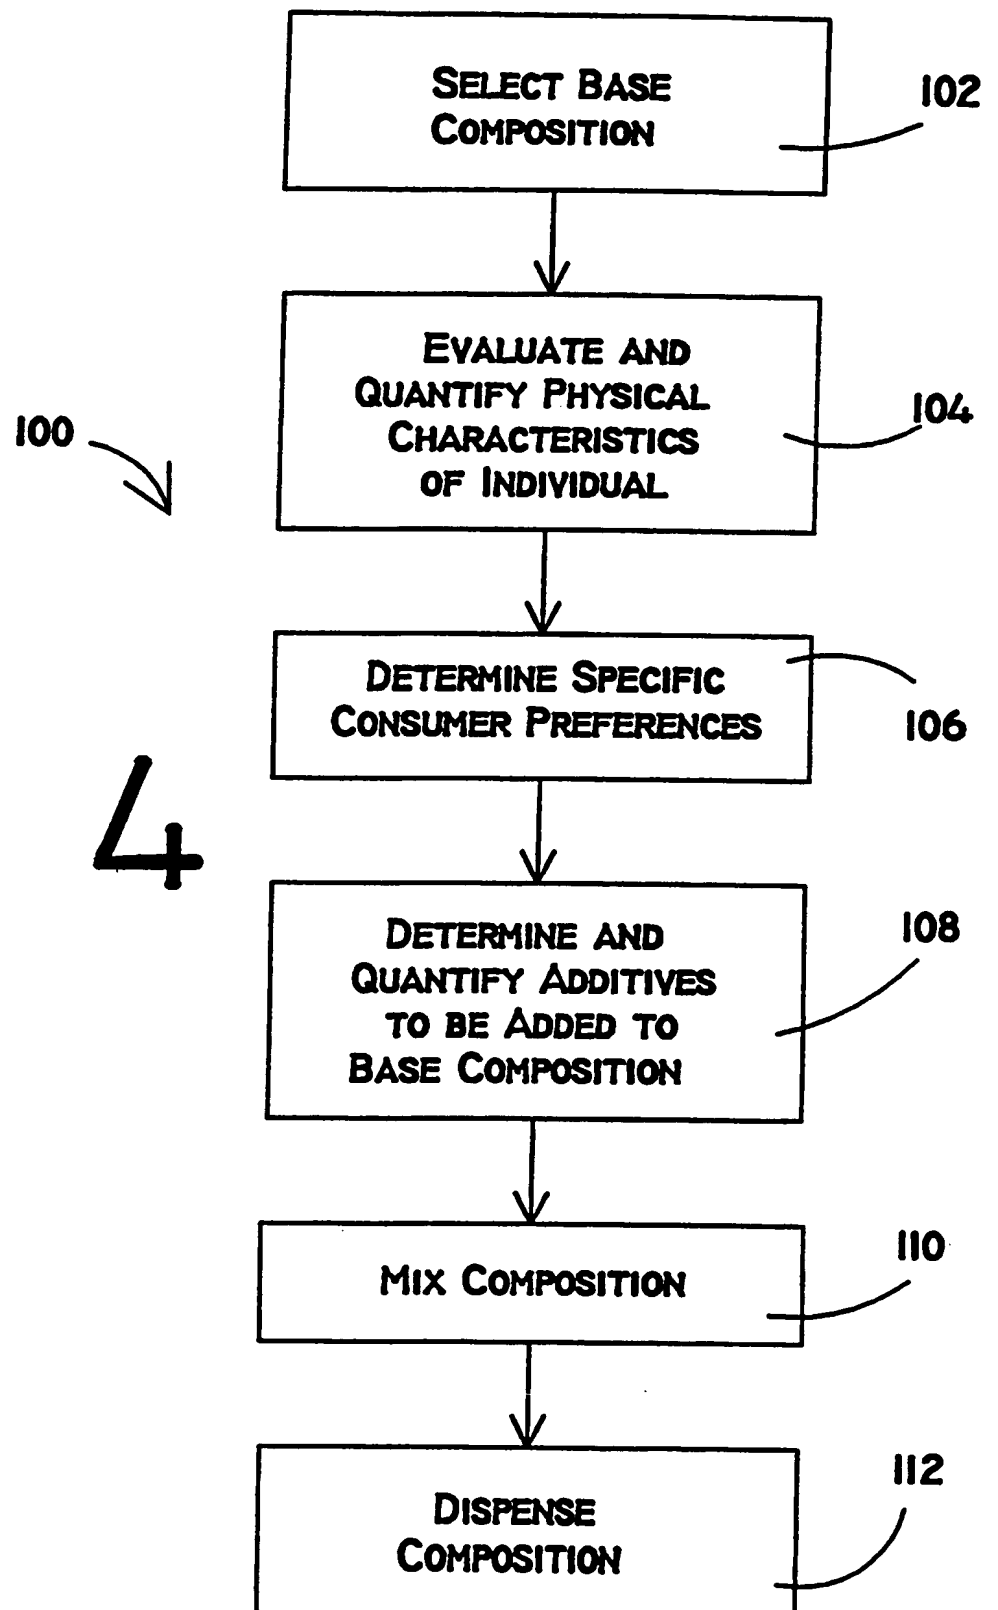 SELECT BASE
COMPOSITION
102
EVALUATE AND
QUANTIFY PHYSICAL
CHARACTERISTICS
OF INDIVIDUAL
104
100
DETERMINE SPECIFIC
CONSUMER PREFERENCES
106
4
DETERMINE AND
QUANTIFY ADDITIVES
TO BE ADDED TO
BASE COMPOSITION
108
MIX COMPOSITION
110
DISPENSE
COMPOSITION
112